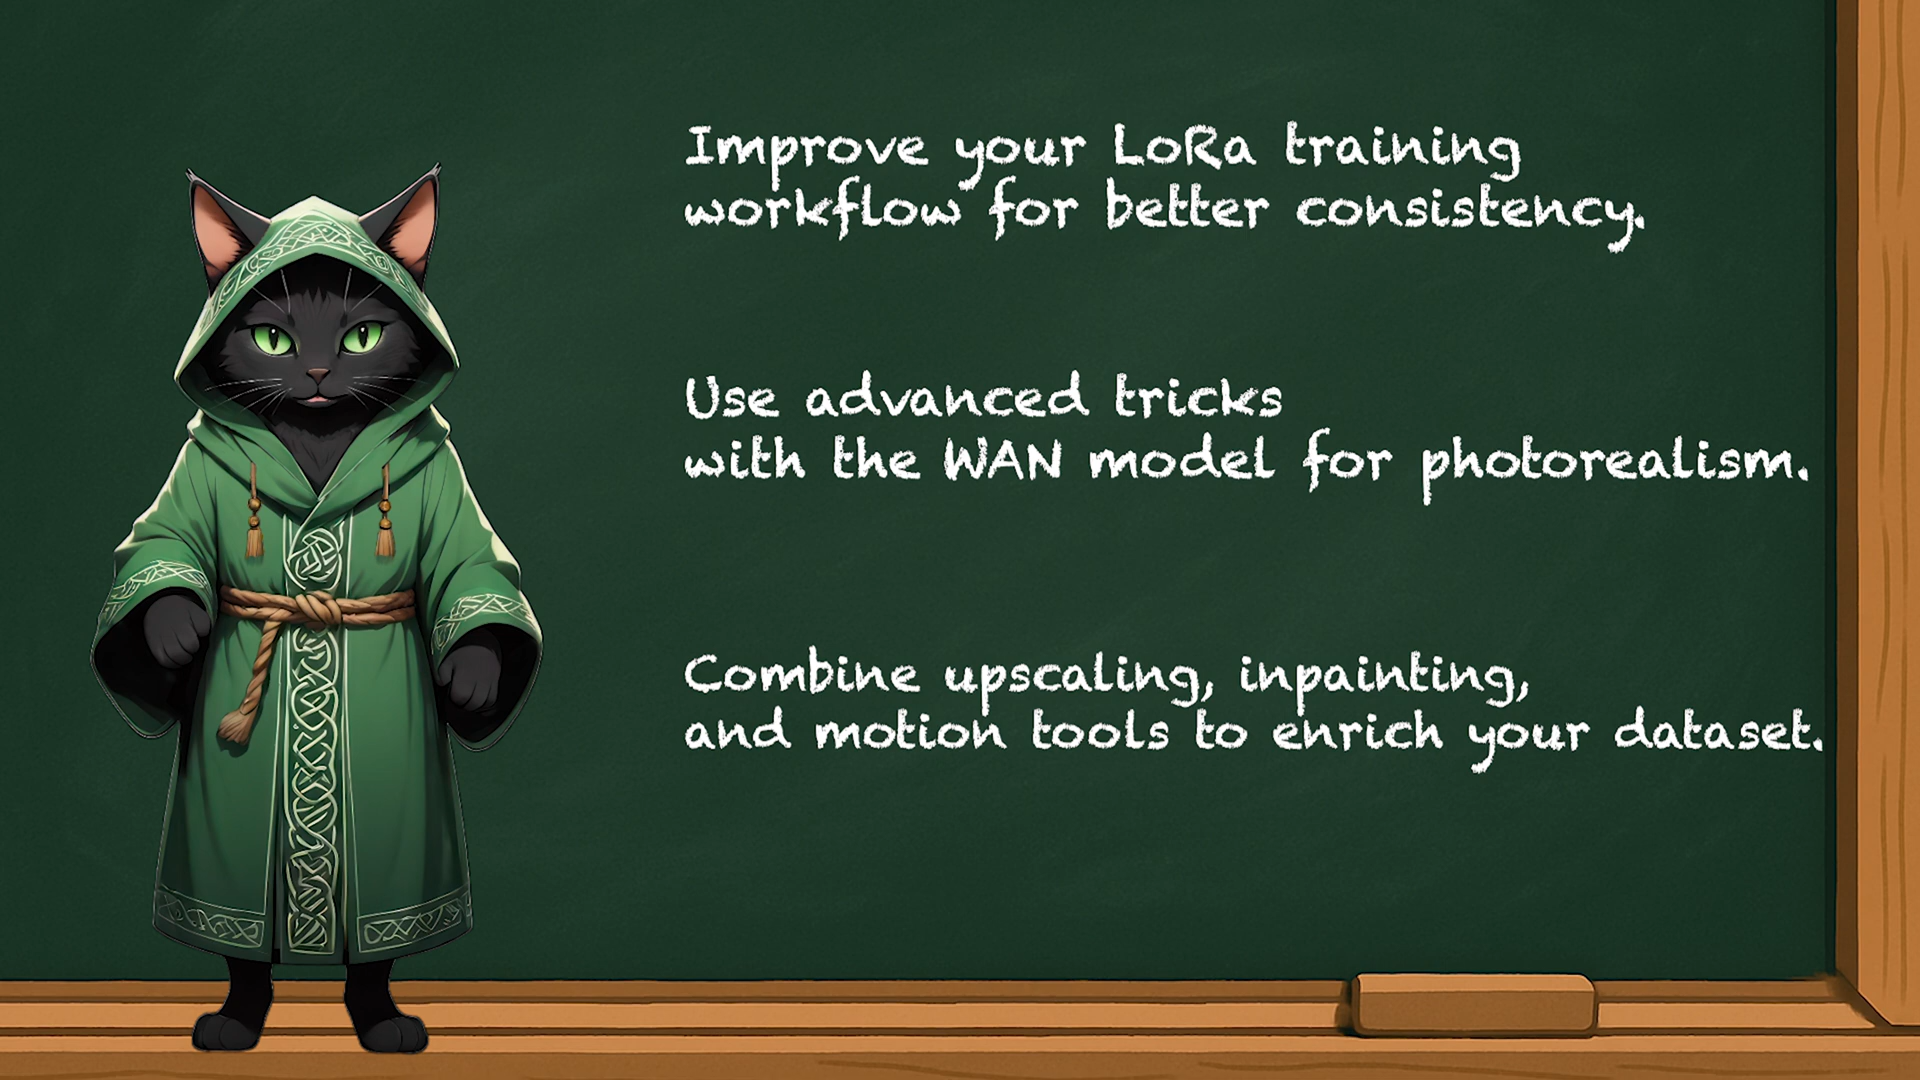 Improve your LoRa training
workflow for better consistency.
Use advanced tricks
with the WAN model for photorealism.
Combine upscaling, inpainting,
and motion tools to enrich your dataset.